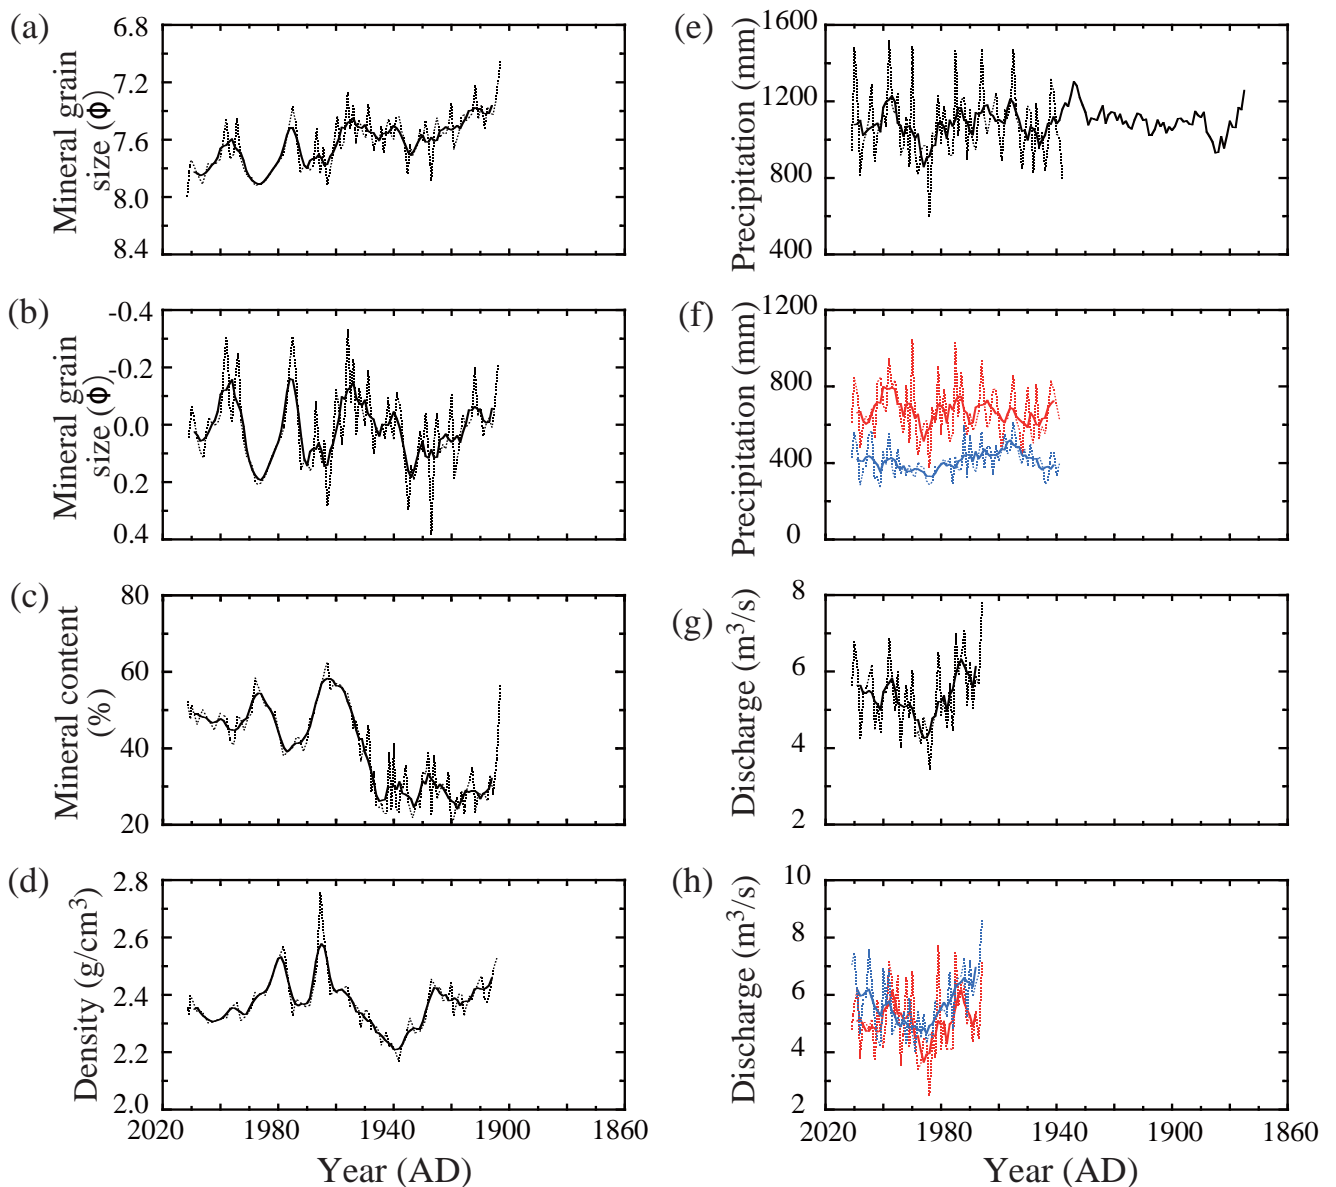 (a)
Mineral grain
size (ϕ)
6.8
7.2
7.6
8.0
8.4
(b)
Mineral grain
size (ϕ)
-0.4
-0.2
0.0
0.2
0.4
(c)
Mineral content
(%)
80
60
40
20
(d)
Density (g/cm³)
2.8
2.6
2.4
2.2
2.0
2020 1980 1940 1900 1860
Year (AD)
(e)
Precipitation (mm)
1600
1200
800
400
(f)
Precipitation (mm)
1200
800
400
0
(g)
Discharge (m³/s)
8
6
4
2
(h)
Discharge (m³/s)
10
8
6
4
2
2020 1980 1940 1900 1860
Year (AD)